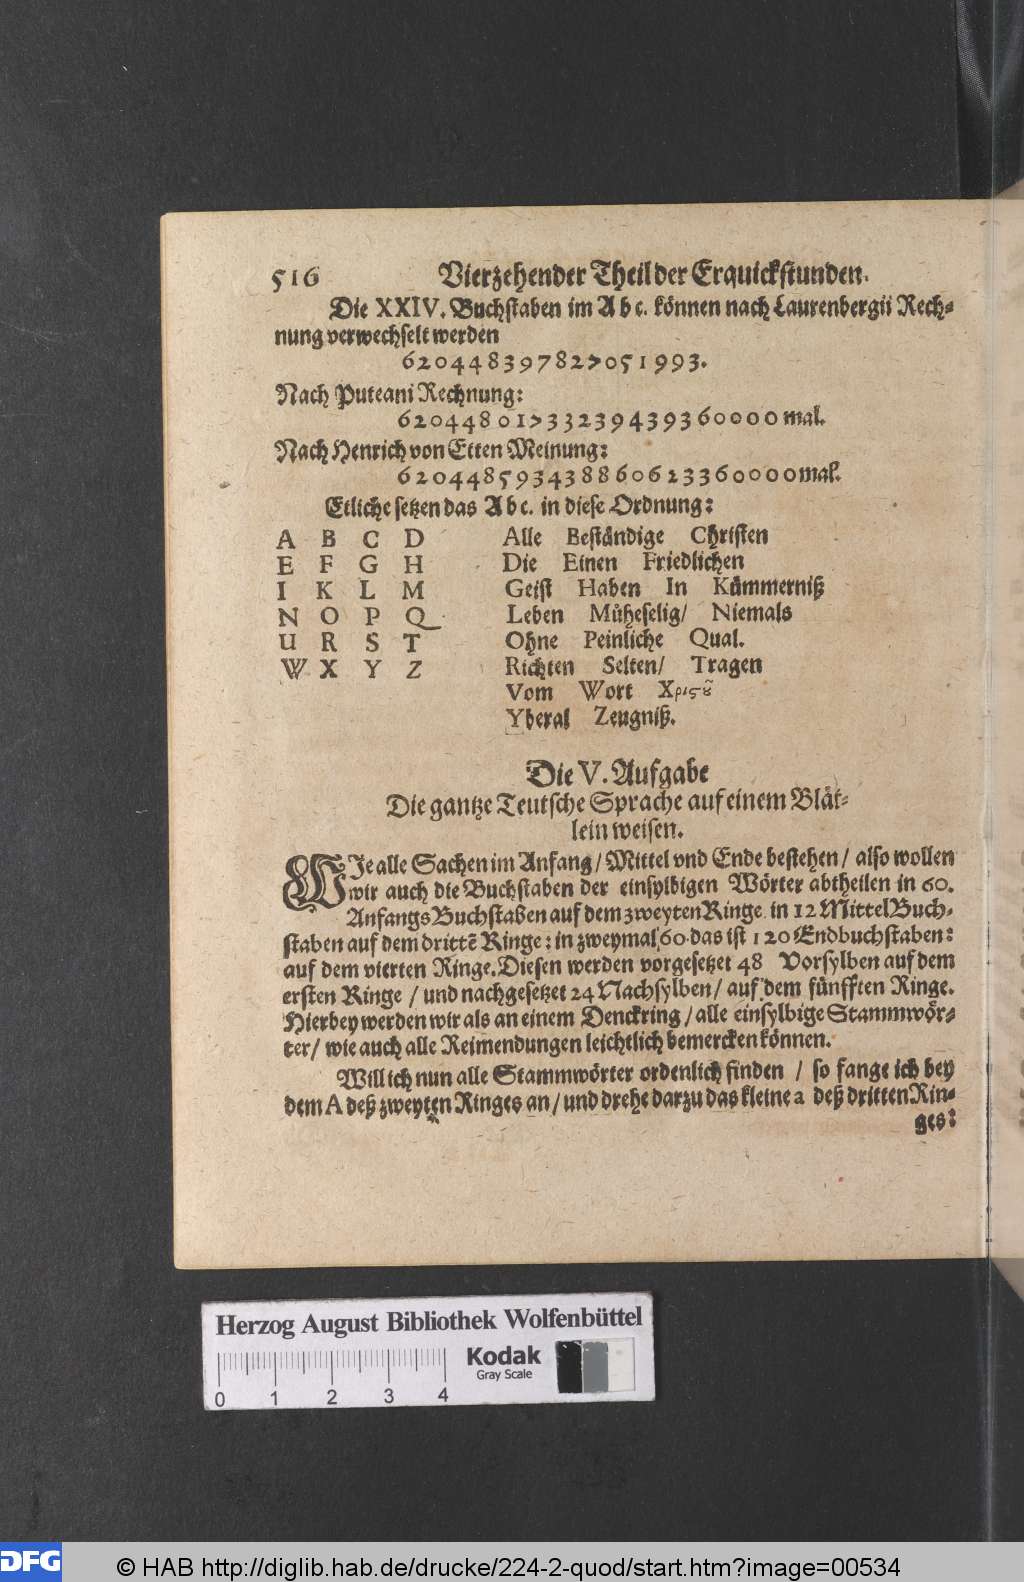 516 Vierzehender Theil der Erquickstunden.
Die XXIV. Buchstaben im A b c. können nach Laurenbergii Rech-
nung verwechselt werden
620448397827051993.
Nach Puteani Rechnung:
62044801733239439360000 mal.
Nach Henrich von Etten Meinung:
620448593438860623360000 mal.
Etliche setzen das A b c. in diese Ordnung:
A B C D Alle Beständige Christen
E F G H Die Einen Friedlichen
I K L M Geist Haben In Kümmerniß
N O P Q Leben Müheselig/ Niemals
U R S T Ohne Peinliche Qual.
W X Y Z Richten Selten/ Tragen
Vom Wort Xριϛȣ͂
Yberal Zeugniß.
Die V. Aufgabe
Die gantze Teutsche Sprache auf einem Blät-
lein weisen.
WJe alle Sachen im Anfang/ Mittel vnd Ende bestehen/ also wollen
wir auch die Buchstaben der einsylbigen Wörter abtheilen in 60.
Anfangs Buchstaben auf dem zweyten Ringe in 12 Mittel Buch-
staben auf dem drittē Ringe: in zweymal 60 das ist 120 Endbuchstaben:
auf dem vierten Ringe. Diesen werden vorgesetzet 48 Vorsylben auf dem
ersten Ringe / und nachgesetzet 24 Nachsylben/ auf dem fünfften Ringe.
Hierbey werden wir als an einem Denckring/ alle einsylbige Stammwör-
ter/ wie auch alle Reimendungen leichtlich bemercken können.
Will ich nun alle Stammwörter ordenlich finden / so fange ich bey
dem A deß zweyten Ringes an/ und drehe darzu das kleine a deß dritten Rin-
ges:
Herzog August Bibliothek Wolfenbüttel
Kodak
Gray Scale
0 1 2 3 4
DFG © HAB http://diglib.hab.de/drucke/224-2-quod/start.htm?image=00534